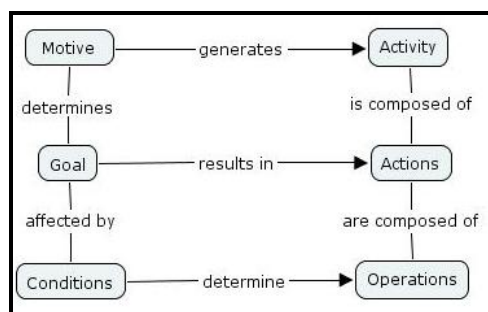 Motive generates Activity
determines is composed of
Goal results in Actions
affected by are composed of
Conditions determine Operations